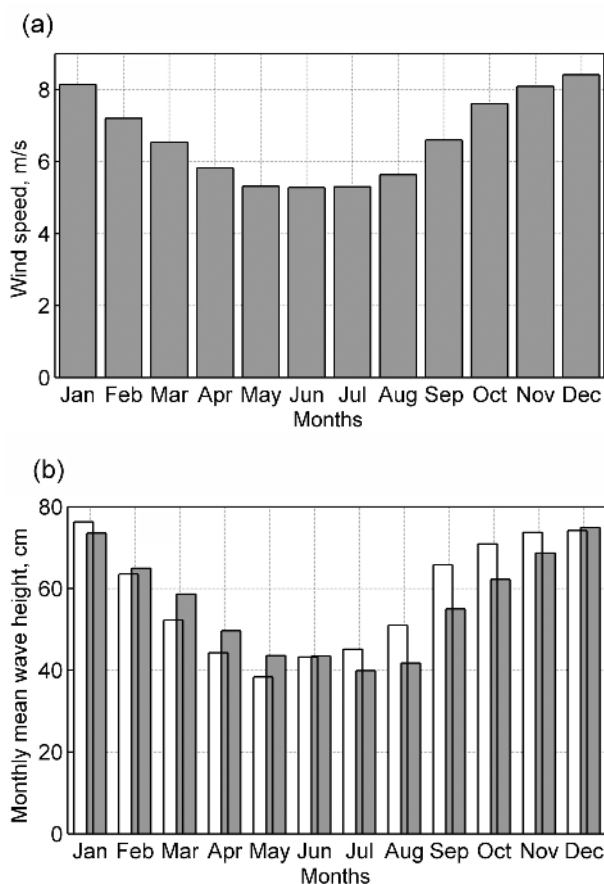 (a)
Wind speed, m/s
8
6
4
2
0
Jan Feb Mar Apr May Jun Jul Aug Sep Oct Nov Dec
Months
(b)
Monthly mean wave height, cm
80
60
40
20
0
Jan Feb Mar Apr May Jun Jul Aug Sep Oct Nov Dec
Months